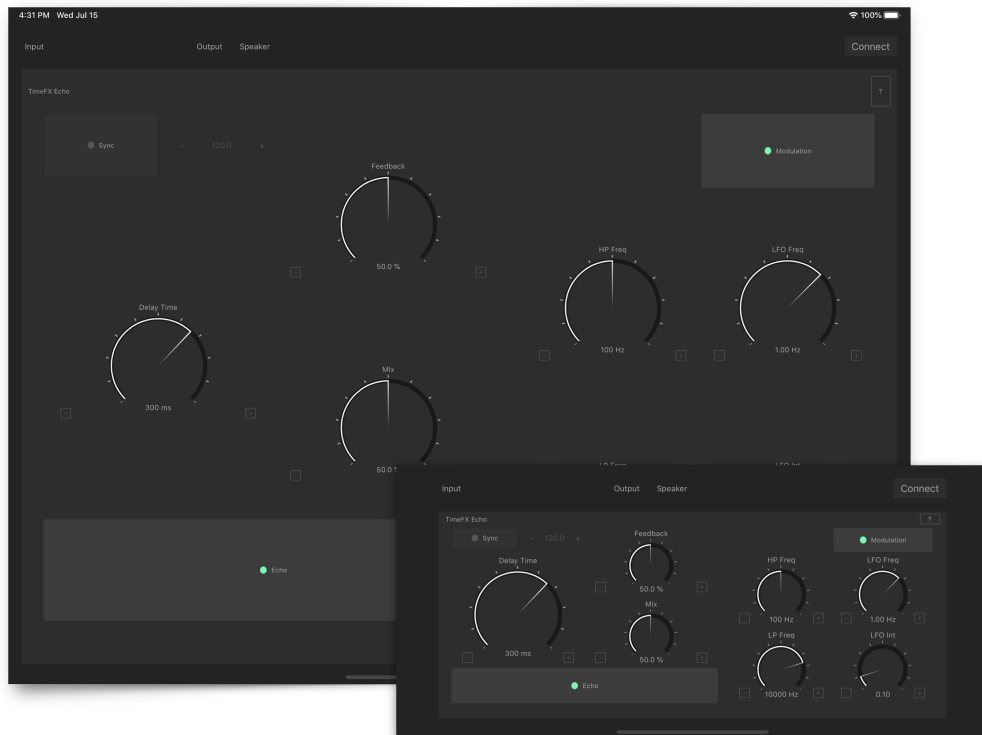 4:31 PM Wed Jul 15
100%
Input
Output Speaker
Connect
TimeFX Echo
?
Sync
- 120.0 +
Modulation
Feedback
- 50.0 % +
HP Freq
- 100 Hz +
LFO Freq
- 1.00 Hz +
Delay Time
- 300 ms +
Mix
-
Echo
Input
Output Speaker
Connect
TimeFX Echo
?
Sync
- 120.0 +
Modulation
Feedback
- 50.0 % +
Delay Time
- 300 ms +
Mix
- 50.0 % +
HP Freq
- 100 Hz +
LFO Freq
- 1.00 Hz +
LP Freq
- 10000 Hz +
LFO Int
- 0.10 +
Echo